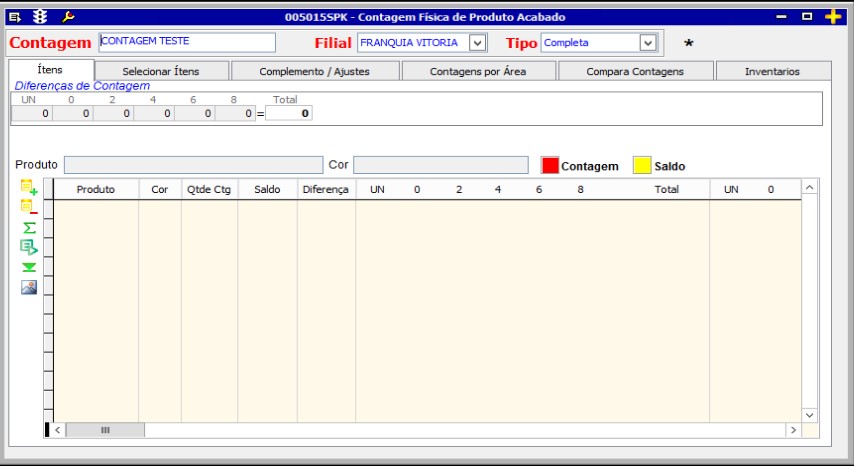 005015SPK - Contagem Física de Produto Acabado
Contagem CONTAGEM TESTE Filial FRANQUIA VITORIA Tipo Completa *
Ítens Selecionar Ítens Complemento / Ajustes Contagens por Área Compara Contagens Inventarios
Diferenças de Contagem
UN 0 2 4 6 8 Total
0 0 0 0 0 0 = 0
Produto Cor Contagem Saldo
Produto Cor Qtde Ctg Saldo Diferença UN 0 2 4 6 8 Total UN 0